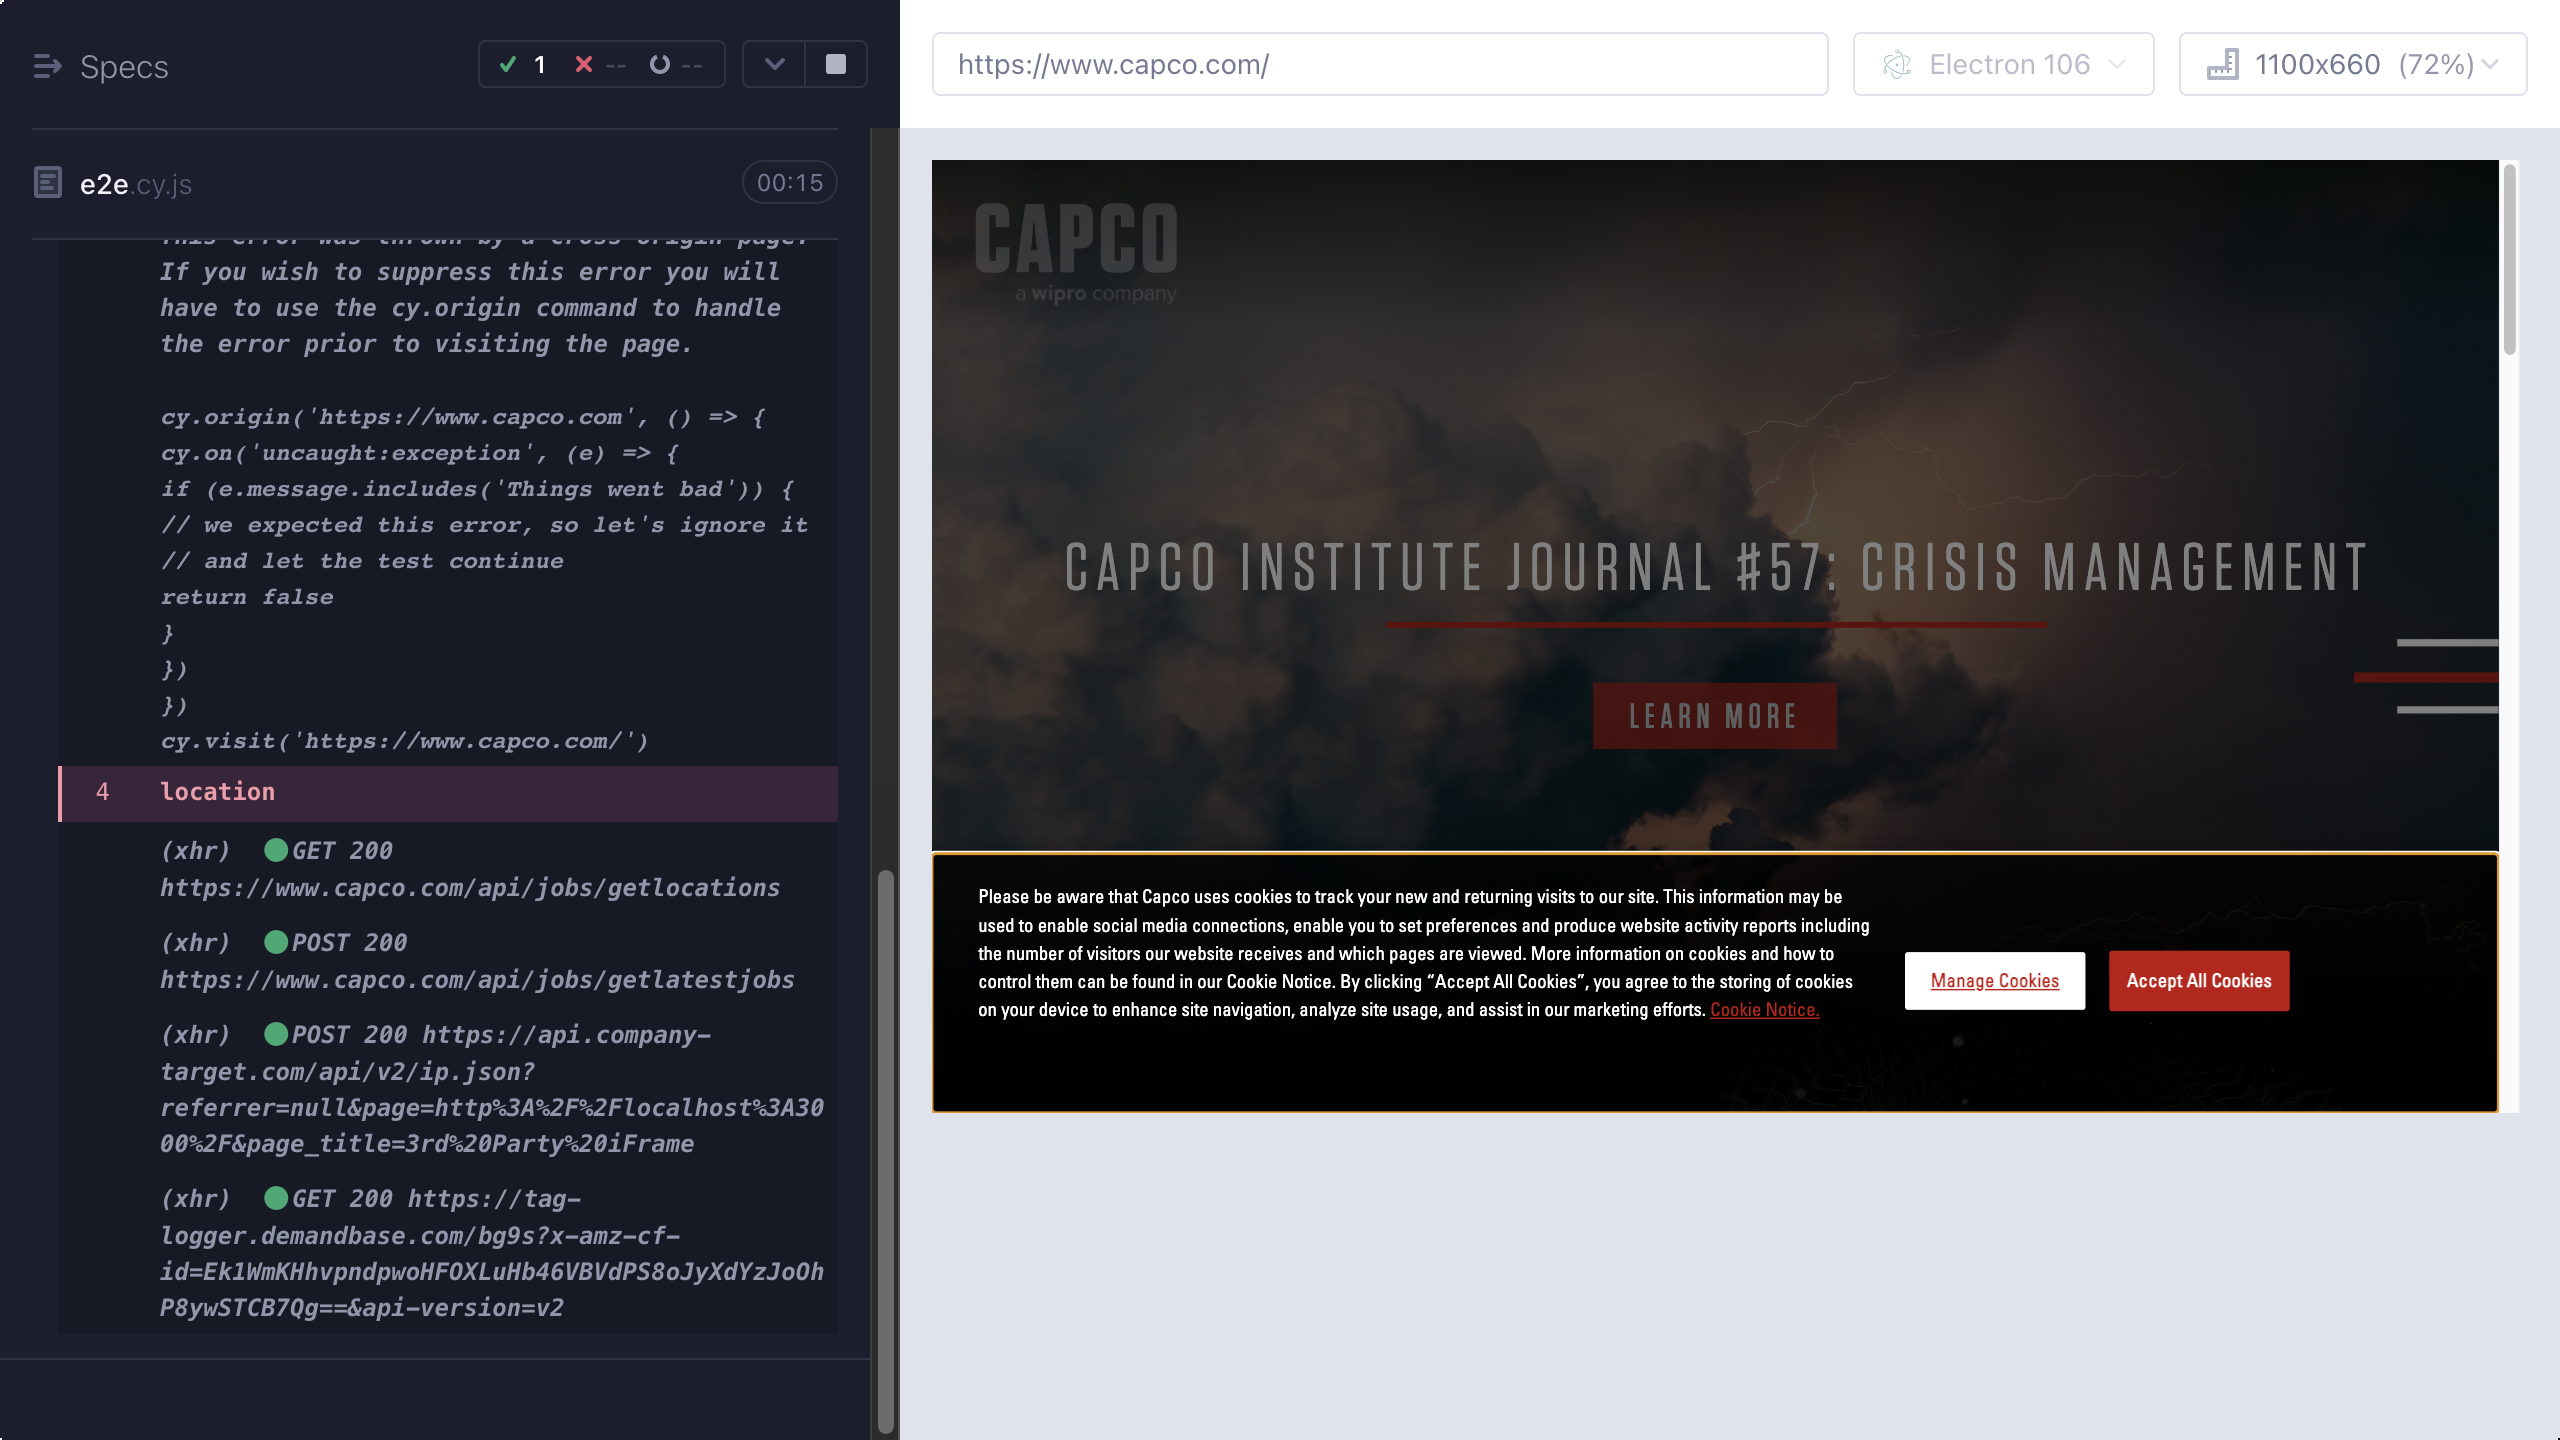 Specs
1
--
--
e2e.cy.js
00:15
This error was thrown by a cross origin page.
If you wish to suppress this error you will
have to use the cy.origin command to handle
the error prior to visiting the page.
cy.origin('https://www.capco.com', () => {
cy.on('uncaught:exception', (e) => {
if (e.message.includes('Things went bad')) {
// we expected this error, so let's ignore it
// and let the test continue
return false
}
})
})
cy.visit('https://www.capco.com/')
4 location
(xhr) GET 200
https://www.capco.com/api/jobs/getlocations
(xhr) POST 200
https://www.capco.com/api/jobs/getlatestjobs
(xhr) POST 200 https://api.company-
target.com/api/v2/ip.json?
referrer=null&page=http%3A%2F%2Flocalhost%3A30
00%2F&page_title=3rd%20Party%20iFrame
(xhr) GET 200 https://tag-
logger.demandbase.com/bg9s?x-amz-cf-
id=Ek1WmKHhvpndpwoHFOXLuHb46VBVdPS8oJyXdYzJoOh
P8ywSTCB7Qg==&api-version=v2
https://www.capco.com/
Electron 106
1100x660 (72%)
CAPCO
a wipro company
CAPCO INSTITUTE JOURNAL #57: CRISIS MANAGEMENT
LEARN MORE
Please be aware that Capco uses cookies to track your new and returning visits to our site. This information may be
used to enable social media connections, enable you to set preferences and produce website activity reports including
the number of visitors our website receives and which pages are viewed. More information on cookies and how to
control them can be found in our Cookie Notice. By clicking “Accept All Cookies”, you agree to the storing of cookies
on your device to enhance site navigation, analyze site usage, and assist in our marketing efforts. Cookie Notice.
Manage Cookies
Accept All Cookies